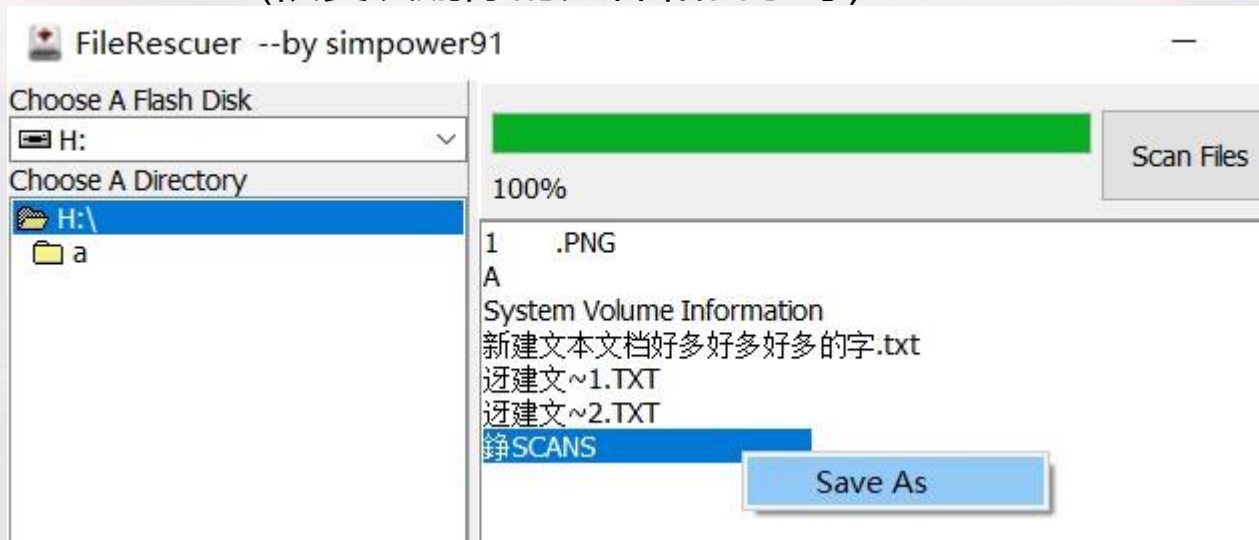 FileRescuer --by simpower91
Choose A Flash Disk
H:
Choose A Directory
H:\
a
100%
Scan Files
1 .PNG
A
System Volume Information
新建文本文档好多好多好多的字.txt
迓建文~1.TXT
迓建文~2.TXT
錚SCANS
Save As